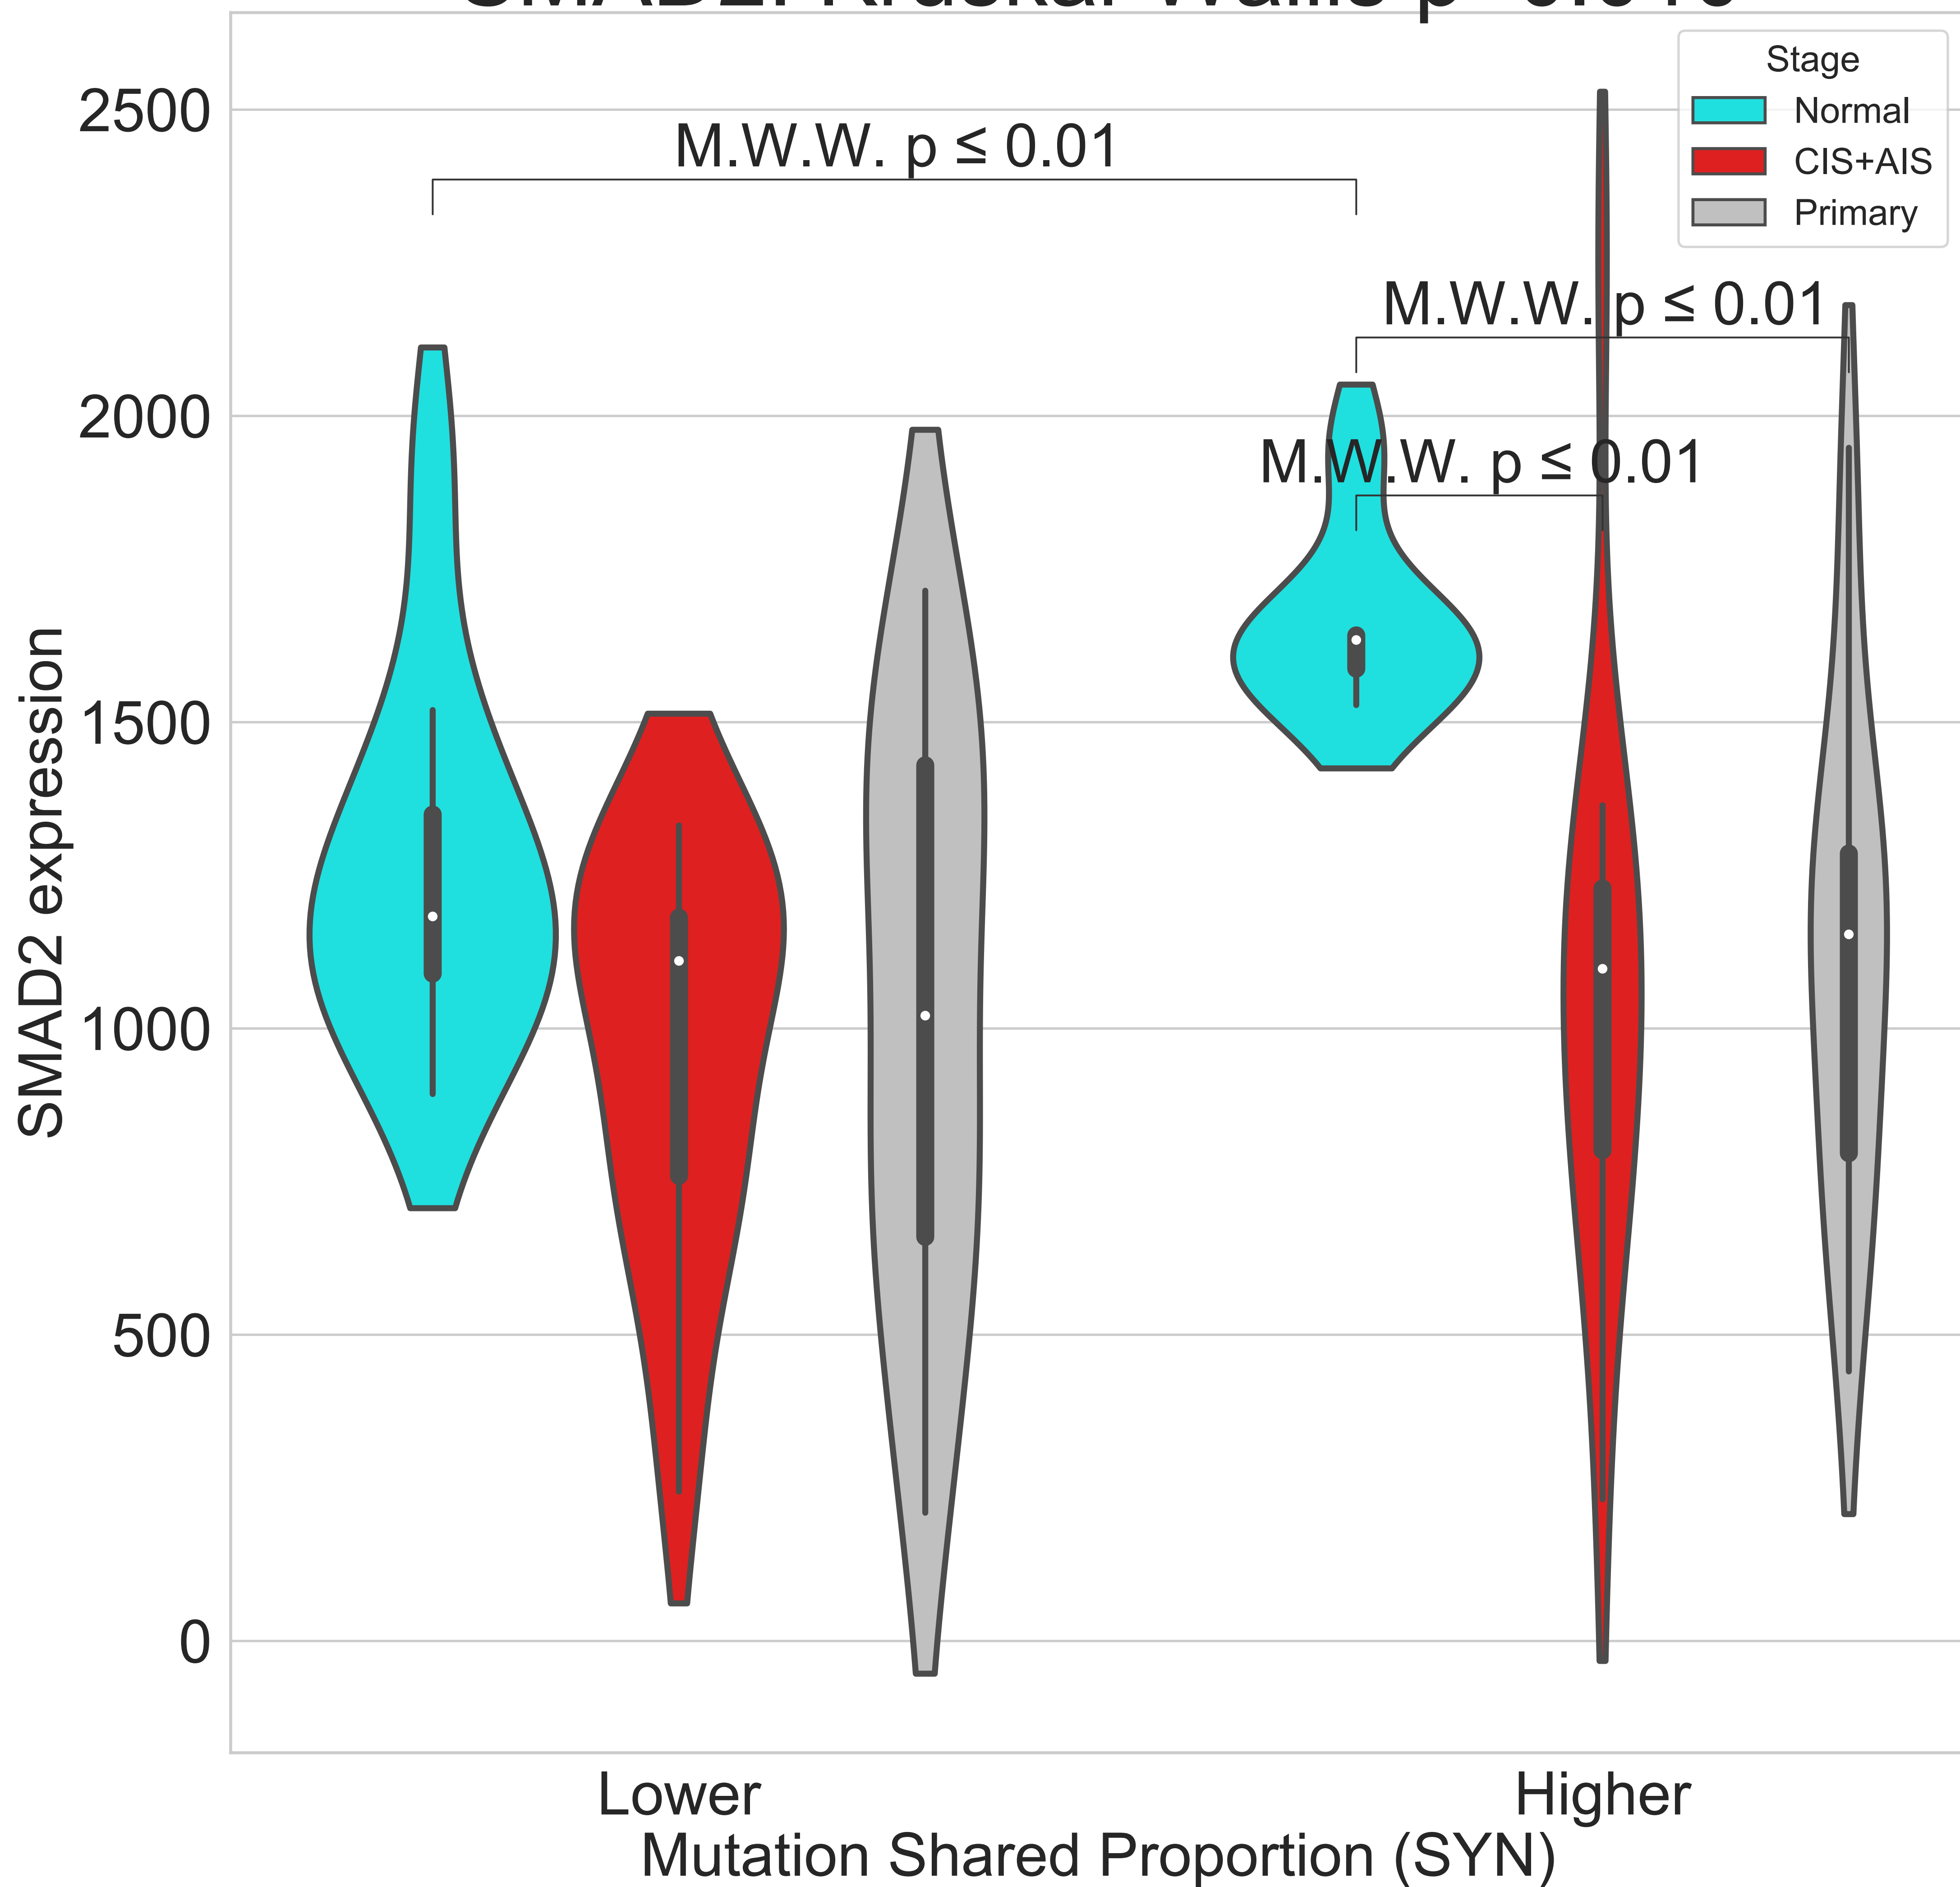 Stage
Normal
CIS+AIS
Primary
2500
2000
1500
1000
500
0
M.W.W. p ≤ 0.01
M.W.W. p ≤ 0.01
M.W.W. p ≤ 0.01
SMAD2 expression
Lower
Higher
Mutation Shared Proportion (SYN)